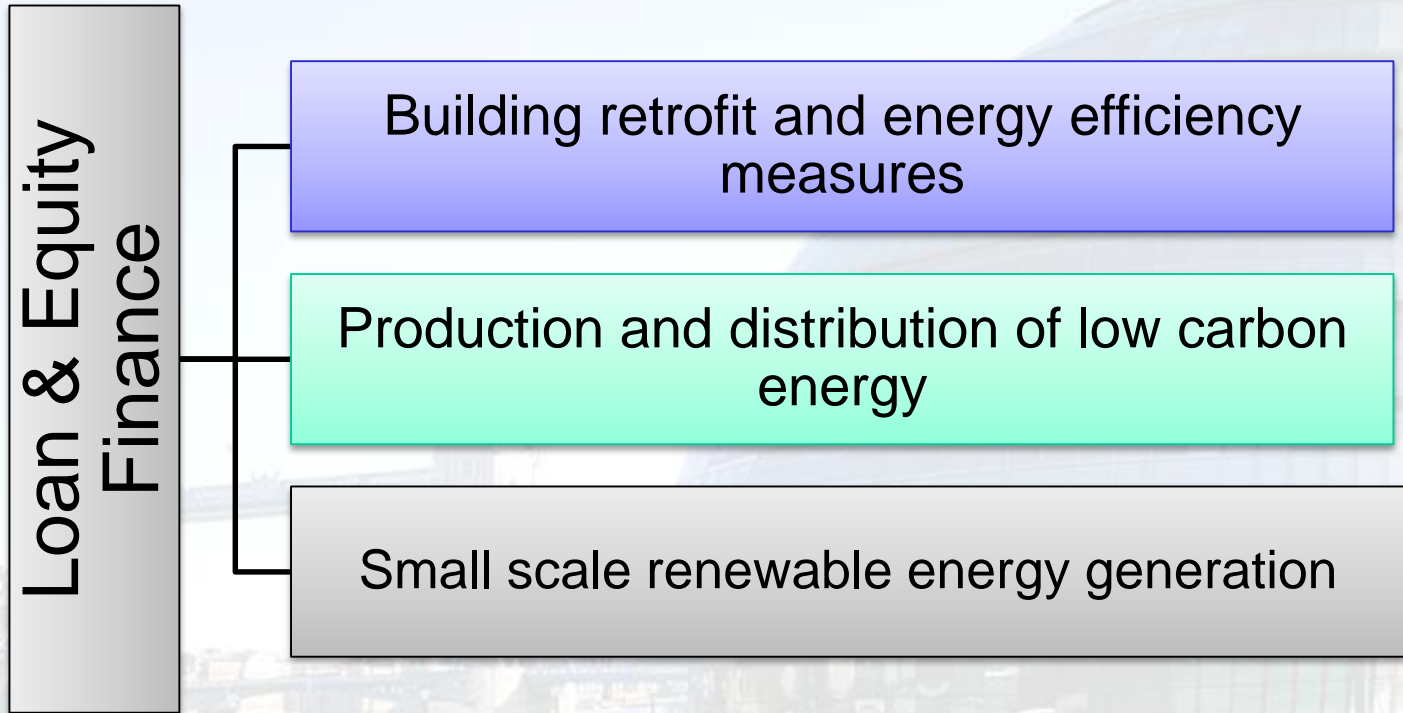 Loan & Equity
Finance
Building retrofit and energy efficiency
measures
Production and distribution of low carbon
energy
Small scale renewable energy generation